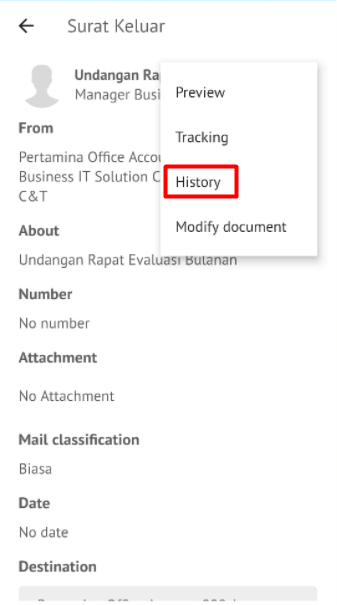 Surat Keluar
Undangan Ra
Manager Busi
Preview
Tracking
History
Modify document
From
Pertamina Office Accou
Business IT Solution C
C&T
About
Undangan Rapat Evaluasi Bulanan
Number
No number
Attachment
No Attachment
Mail classification
Biasa
Date
No date
Destination